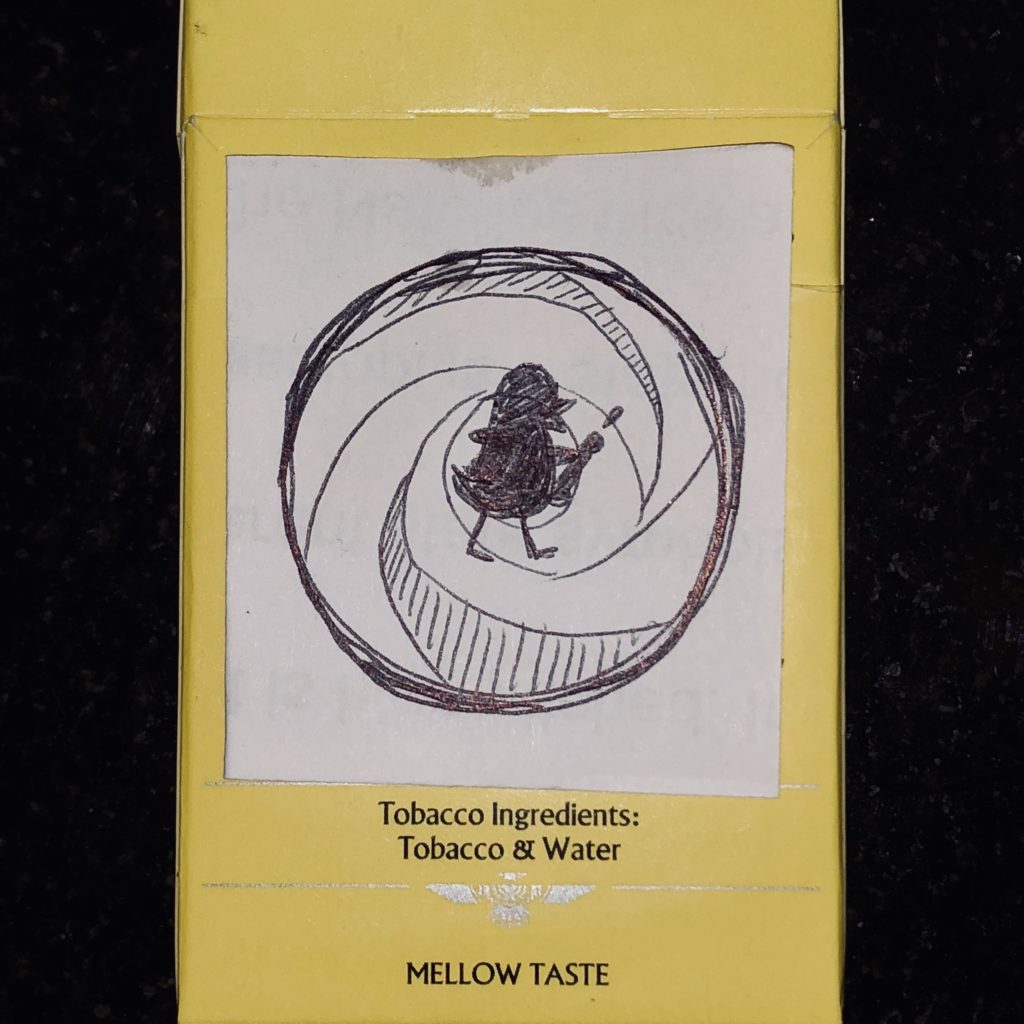 Tobacco Ingredients:
Tobacco & Water
MELLOW TASTE